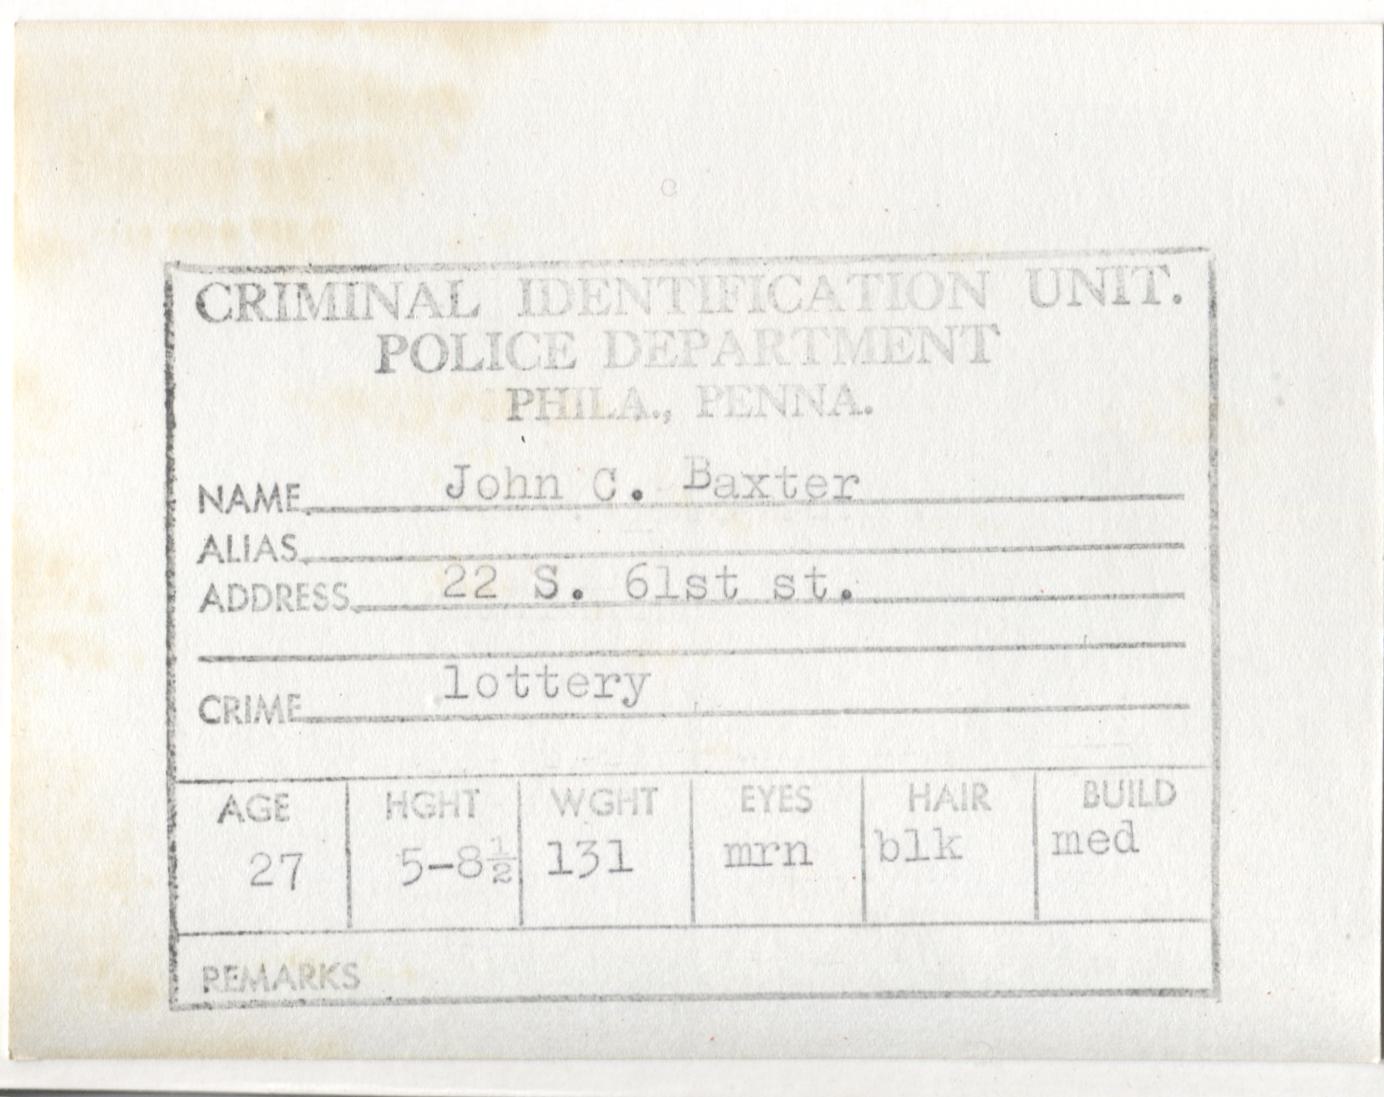 CRIMINAL IDENTIFICATION UNIT.
POLICE DEPARTMENT
PHILA., PENNA.
NAME John C. Baxter
ALIAS
ADDRESS 22 S. 61st st.
CRIME lottery
AGE HGHT WGHT EYES HAIR BUILD
27 5-8½ 131 mrn blk med
REMARKS